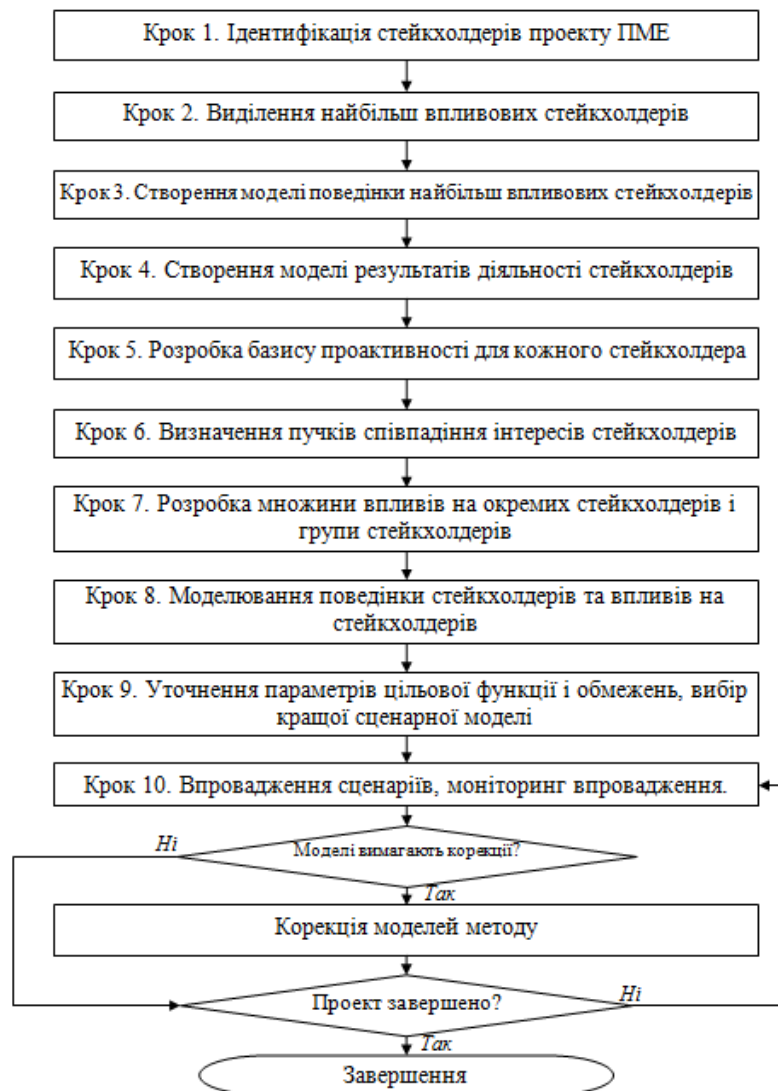 Крок 1. Ідентифікація стейкхолдерів проекту ПМЕ
Крок 2. Виділення найбільш впливових стейкхолдерів
Крок 3. Створення моделі поведінки найбільш впливових стейкхолдерів
Крок 4. Створення моделі результатів діяльності стейкхолдерів
Крок 5. Розробка базису проактивності для кожного стейкхолдера
Крок 6. Визначення пучків співпадіння інтересів стейкхолдерів
Крок 7. Розробка множини впливів на окремих стейкхолдерів і
групи стейкхолдерів
Крок 8. Моделювання поведінки стейкхолдерів та впливів на
стейкхолдерів
Крок 9. Уточнення параметрів цільової функції і обмежень, вибір
кращої сценарної моделі
Крок 10. Впровадження сценаріїв, моніторинг впровадження.
Ні
Моделі вимагають корекції?
Так
Корекція моделей методу
Проект завершено?
Ні
Так
Завершення